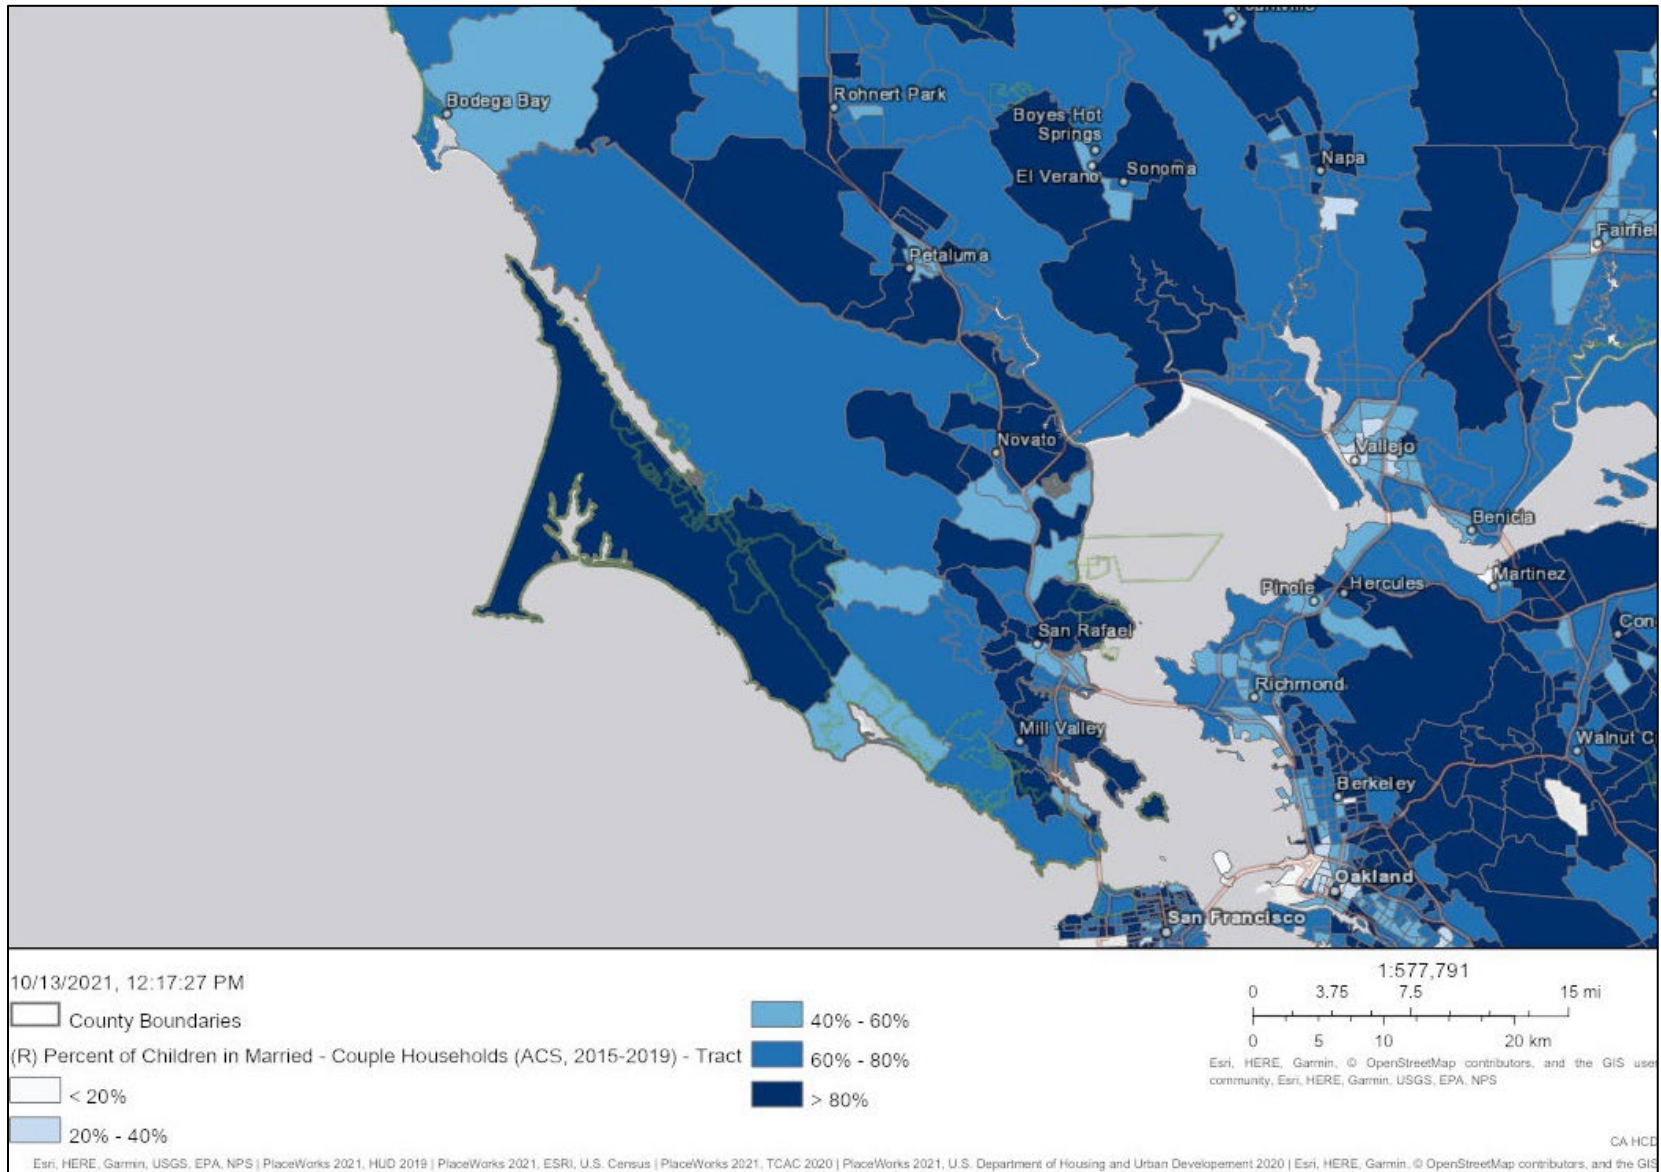 Yountville
Bodega Bay
Rohnert Park
Boyes Hot
Springs
Napa
El Verano
Sonoma
Fairfiel
Petaluma
Novato
Vallejo
Benicia
Martinez
Pinole
Hercules
Con
San Rafael
Richmond
Mill Valley
Walnut C
Berkeley
Oakland
San Francisco
10/13/2021, 12:17:27 PM
County Boundaries
(R) Percent of Children in Married - Couple Households (ACS, 2015-2019) - Tract
< 20%
20% - 40%
40% - 60%
60% - 80%
> 80%
1:577,791
0 3.75 7.5 15 mi
0 5 10 20 km
Esri, HERE, Garmin, © OpenStreetMap contributors, and the GIS user
community, Esri, HERE, Garmin, USGS, EPA, NPS
CA HCD
Esri, HERE, Garmin, USGS, EPA, NPS | PlaceWorks 2021, HUD 2019 | PlaceWorks 2021, ESRI, U.S. Census | PlaceWorks 2021, TCAC 2020 | PlaceWorks 2021, U.S. Department of Housing and Urban Developement 2020 | Esri, HERE, Garmin, © OpenStreetMap contributors, and the GIS